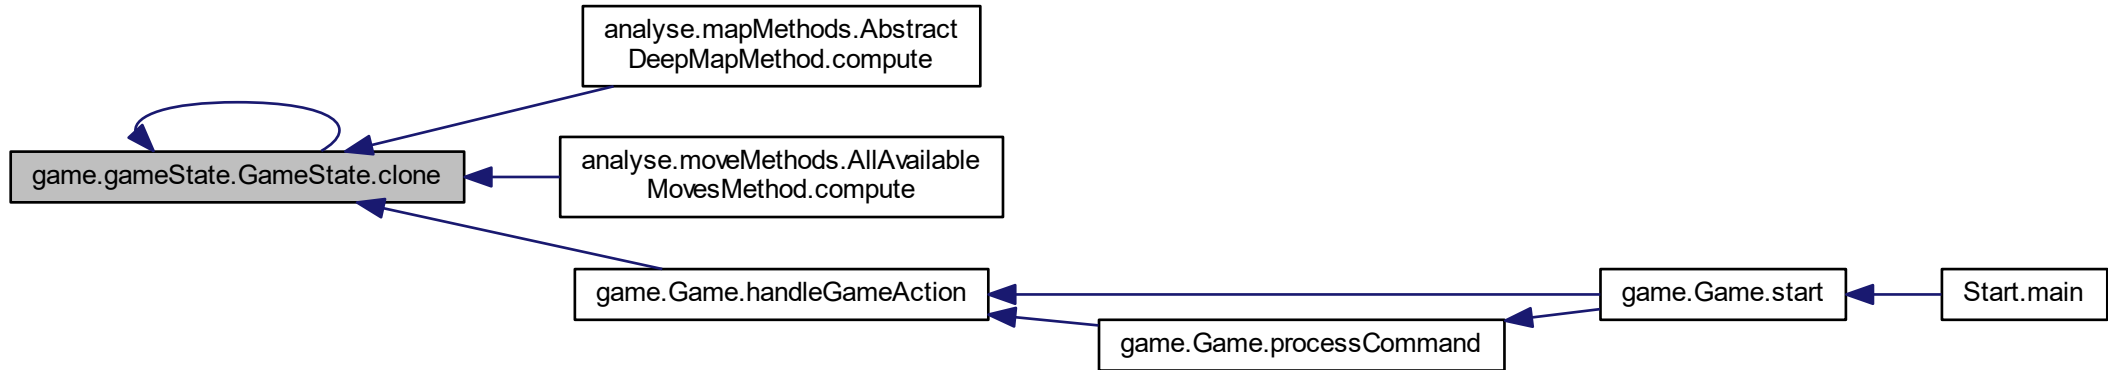 analyse.mapMethods.Abstract
DeepMapMethod.compute
game.gameState.GameState.clone
analyse.moveMethods.AllAvailable
MovesMethod.compute
game.Game.handleGameAction
game.Game.start
Start.main
game.Game.processCommand